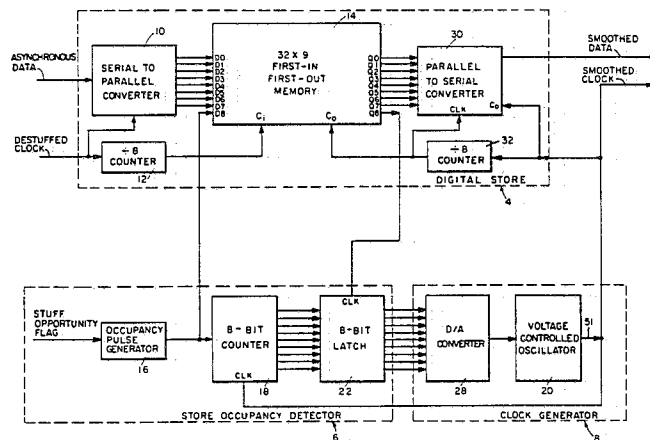 10
14
30
SMOOTHED
DATA
ASYNCHRONOUS
DATA
SERIAL TO
PARALLEL
CONVERTER
D0
D1
D2
D3
D4
D5
D6
D7
D8
32 X 9
FIRST-IN
FIRST-OUT
MEMORY
Ci
Co
Q0
Q1
Q2
Q3
Q4
Q5
Q6
Q7
Q8
PARALLEL
TO SERIAL
CONVERTER
CLK
Co
SMOOTHED
CLOCK
DESTUFFED
CLOCK
÷ 8
COUNTER
12
÷ 8
COUNTER
32
DIGITAL STORE
4
STUFF
OPPORTUNITY
FLAG
OCCUPANCY
PULSE
GENERATOR
16
8-BIT
COUNTER
CLK
18
CLK
8-BIT
LATCH
22
D/A
CONVERTER
28
VOLTAGE
CONTROLLED
OSCILLATOR
20
51
STORE OCCUPANCY DETECTOR
6
CLOCK GENERATOR
8